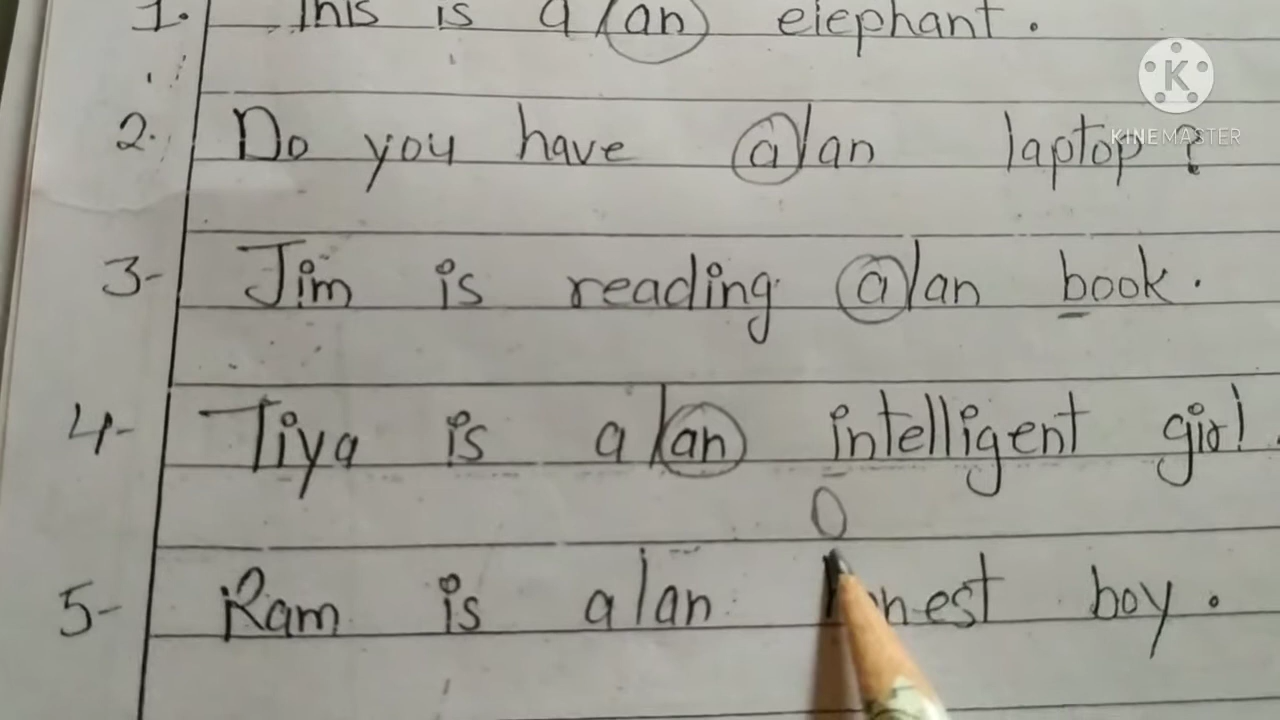 1. This is a/an elephant.
K
KINEMASTER
2. Do you have a/an laptop?
3- Jim is reading a/an book.
4- Tiya is a/an intelligent girl.
O
5- Ram is a/an honest boy.